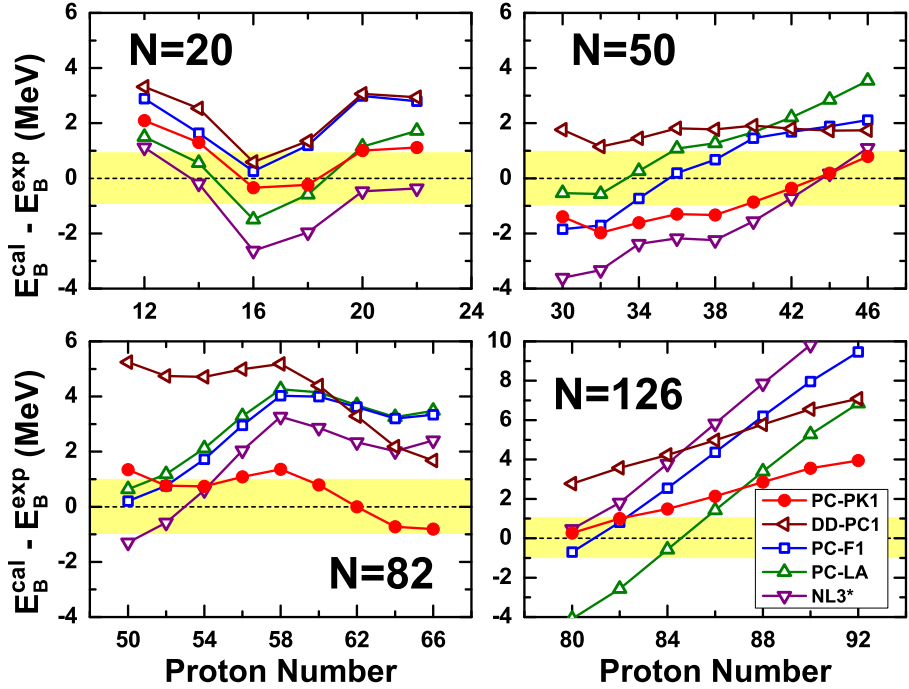 6
4
2
0
-2
-4
E_B^cal - E_B^exp (MeV)
N=20
12 14 16 18 20 22 24
6
4
2
0
-2
-4
N=50
30 34 38 42 46
6
4
2
0
-2
-4
E_B^cal - E_B^exp (MeV)
N=82
50 54 58 62 66
Proton Number
10
8
6
4
2
0
-2
-4
N=126
PC-PK1
DD-PC1
PC-F1
PC-LA
NL3*
80 84 88 92
Proton Number